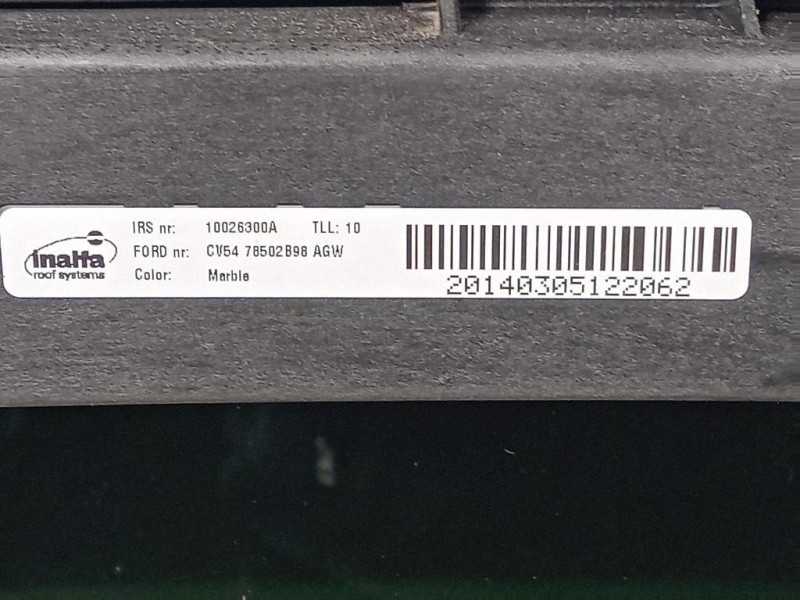 inalfa
roof systems
IRS nr: 10026300A TLL: 10
FORD nr: CV54 78502B98 AGW
Color: Marble
20140305122062